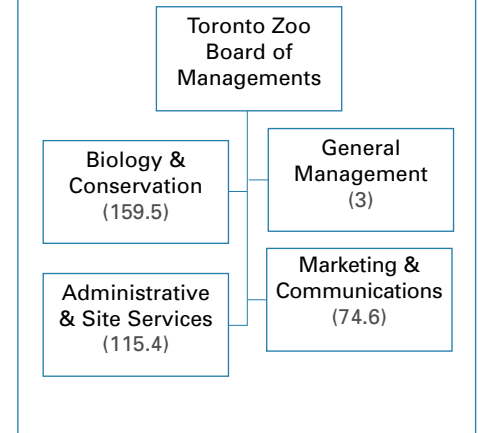 Toronto Zoo
Board of
Managements
Biology &
Conservation
(159.5)
General
Management
(3)
Administrative
& Site Services
(115.4)
Marketing &
Communications
(74.6)